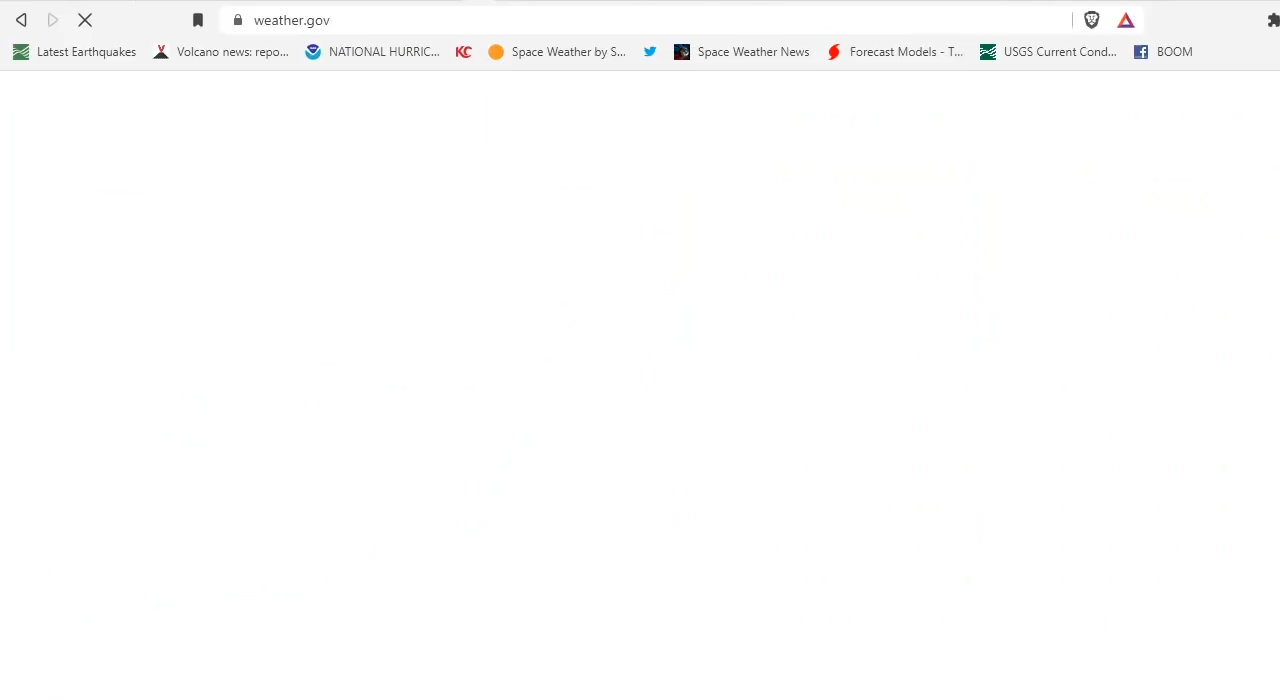 weather.gov
Latest Earthquakes V Volcano news: repo... NATIONAL HURRIC... KC Space Weather by S... Space Weather News Forecast Models - T... USGS Current Cond... BOOM